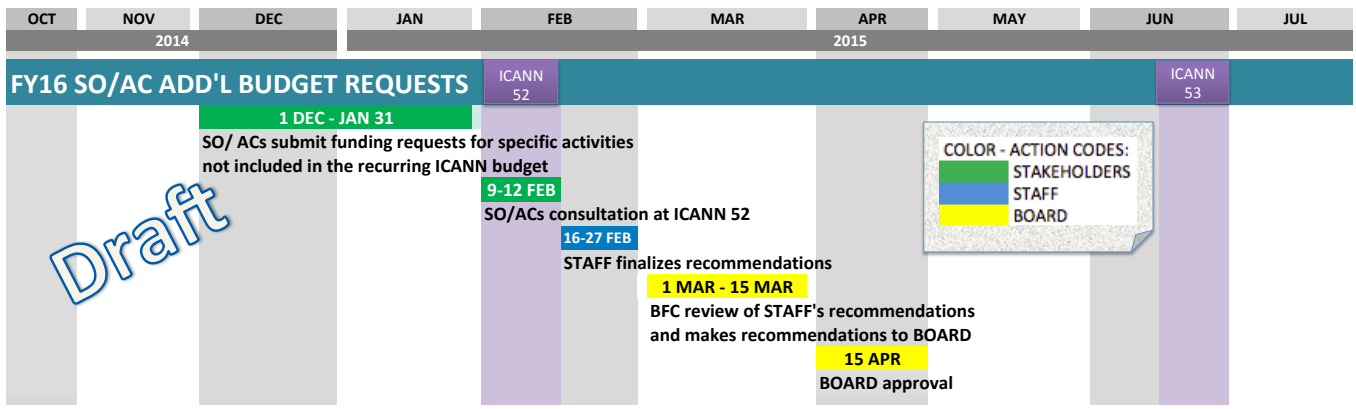 OCT NOV DEC JAN FEB MAR APR MAY JUN JUL
2014 2015
FY16 SO/AC ADD'L BUDGET REQUESTS
ICANN
52
ICANN
53
1 DEC - JAN 31
SO/ ACs submit funding requests for specific activities
not included in the recurring ICANN budget
9-12 FEB
SO/ACs consultation at ICANN 52
16-27 FEB
STAFF finalizes recommendations
1 MAR - 15 MAR
BFC review of STAFF's recommendations
and makes recommendations to BOARD
15 APR
BOARD approval
COLOR - ACTION CODES:
STAKEHOLDERS
STAFF
BOARD
Draft